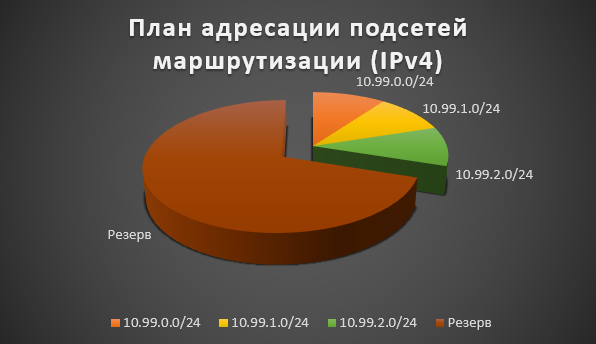 План адресации подсетей
маршрутизации (IPv4)
10.99.0.0/24
10.99.1.0/24
10.99.2.0/24
Резерв
10.99.0.0/24 10.99.1.0/24 10.99.2.0/24 Резерв